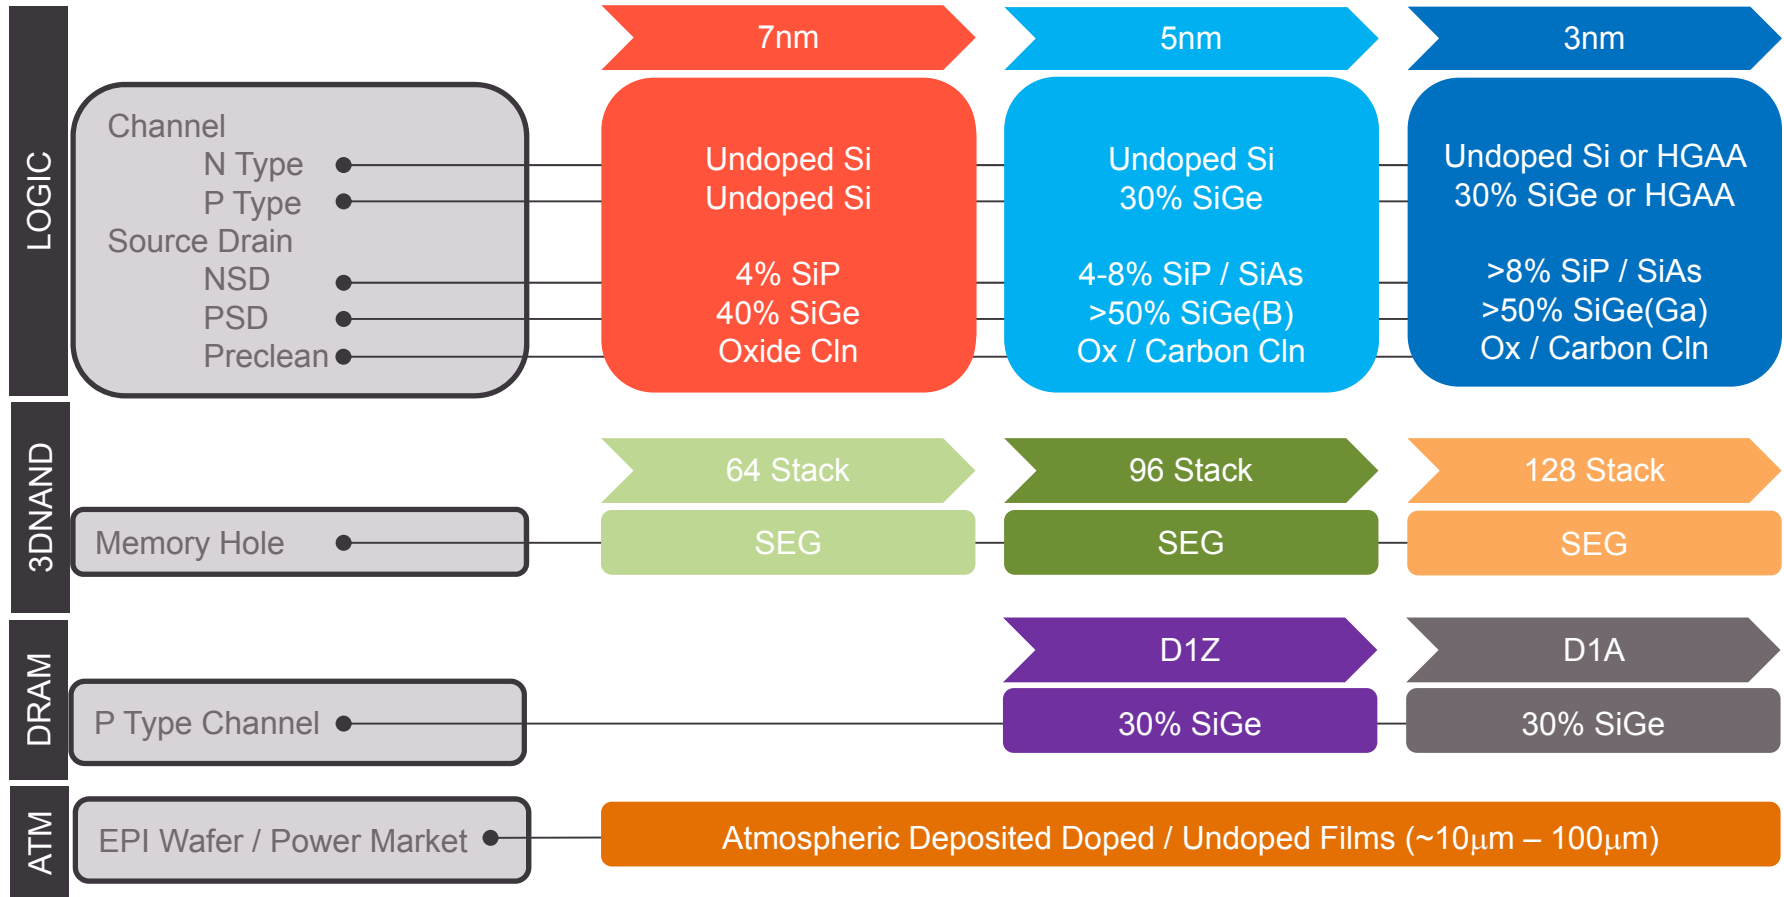 LOGIC
7nm
5nm
3nm
Channel
N Type
P Type
Source Drain
NSD
PSD
Preclean
Undoped Si
Undoped Si
4% SiP
40% SiGe
Oxide Cln
Undoped Si
30% SiGe
4-8% SiP / SiAs
>50% SiGe(B)
Ox / Carbon Cln
Undoped Si or HGAA
30% SiGe or HGAA
>8% SiP / SiAs
>50% SiGe(Ga)
Ox / Carbon Cln
3DNAND
64 Stack
96 Stack
128 Stack
Memory Hole
SEG
SEG
SEG
DRAM
D1Z
D1A
P Type Channel
30% SiGe
30% SiGe
ATM
EPI Wafer / Power Market
Atmospheric Deposited Doped / Undoped Films (~10μm – 100μm)